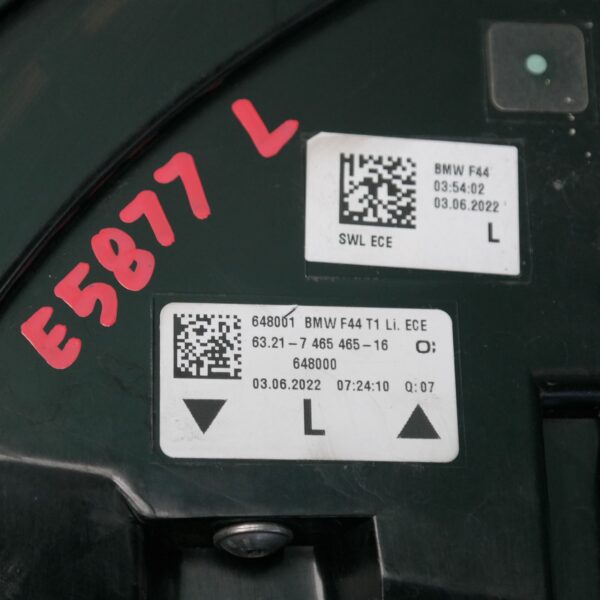 E5877 L
BMW F44
03:54:02
03.06.2022
SWL ECE L
648001 BMW F44 T1 Li. ECE
63.21-7 465 465-16 O;
648000
03.06.2022 07:24:10 Q:07
L